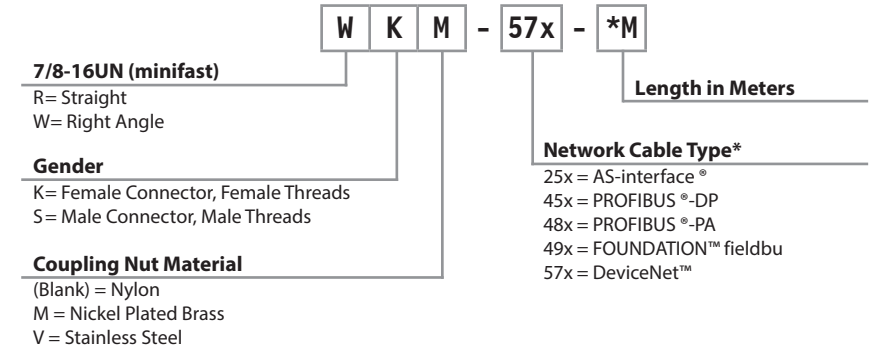 W K M - 57x - *M
7/8-16UN (minifast)
R= Straight
W= Right Angle
Gender
K= Female Connector, Female Threads
S= Male Connector, Male Threads
Coupling Nut Material
(Blank) = Nylon
M = Nickel Plated Brass
V = Stainless Steel
Length in Meters
Network Cable Type*
25x = AS-interface ®
45x = PROFIBUS ®-DP
48x = PROFIBUS ®-PA
49x = FOUNDATION™ fieldbu
57x = DeviceNet™